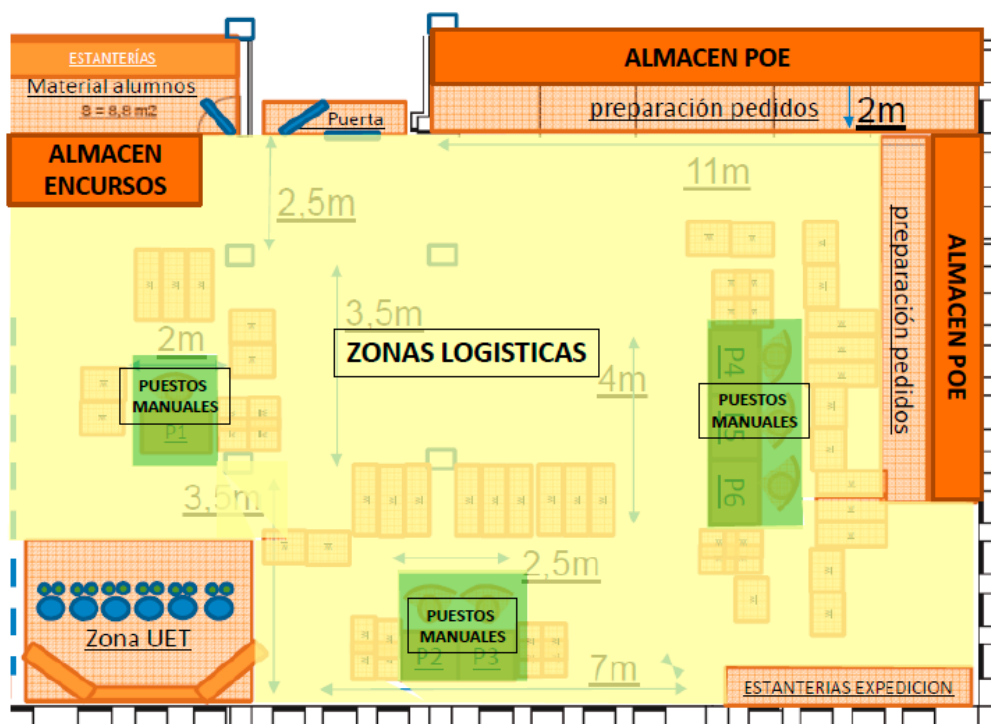 ESTANTERÍAS
Material alumnos
S = 8,8 m2
Puerta
ALMACEN POE
preparación pedidos
2m
ALMACEN
ENCURSOS
2,5m
11m
preparación pedidos
ALMACEN POE
3,5m
2m
ZONAS LOGISTICAS
4m
PUESTOS
MANUALES
P1
P4
PUESTOS
MANUALES
P5
P6
3,5m
2,5m
Zona UET
PUESTOS
MANUALES
P2
P3
7m
ESTANTERIAS EXPEDICION